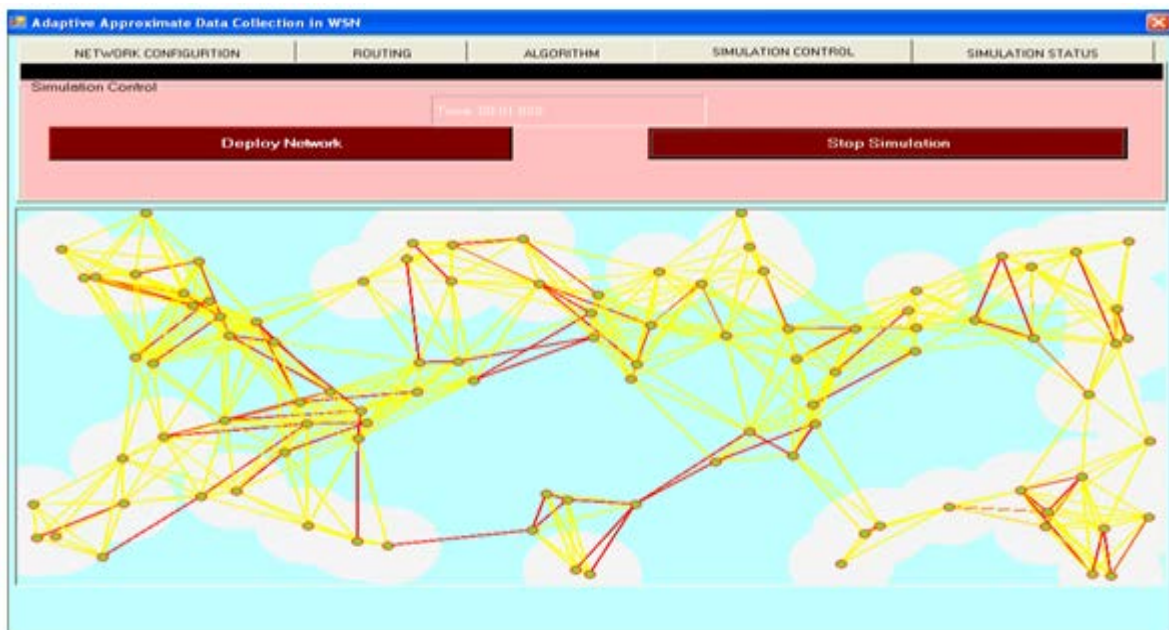 Adaptive Approximate Data Collection in WSN
NETWORK CONFIGURTION ROUTING ALGORITHM SIMULATION CONTROL SIMULATION STATUS
Simulation Control
Deploy Network Stop Simulation